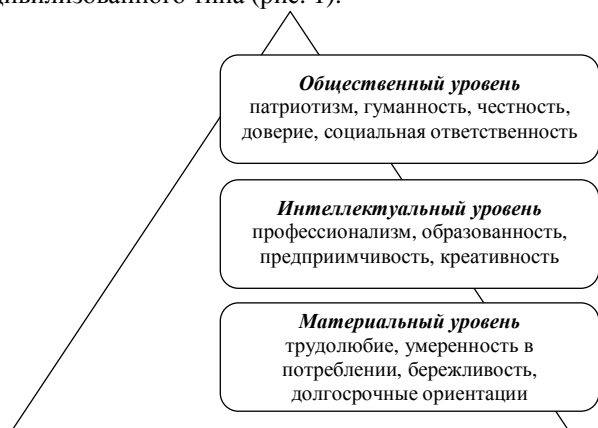 цивилизованного типа (рис. 1).
Общественный уровень
патриотизм, гуманность, честность,
доверие, социальная ответственность
Интеллектуальный уровень
профессионализм, образованность,
предприимчивость, креативность
Материальный уровень
трудолюбие, умеренность в
потреблении, бережливость,
долгосрочные ориентации